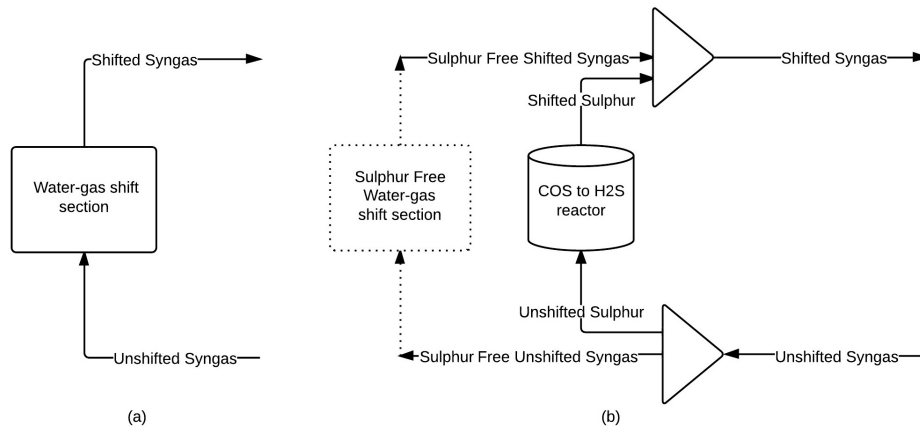 Shifted Syngas
Water-gas shift
section
Unshifted Syngas
(a)
Sulphur Free Shifted Syngas
Shifted Syngas
Shifted Sulphur
Sulphur Free
Water-gas
shift section
COS to H2S
reactor
Unshifted Sulphur
Sulphur Free Unshifted Syngas
Unshifted Syngas
(b)